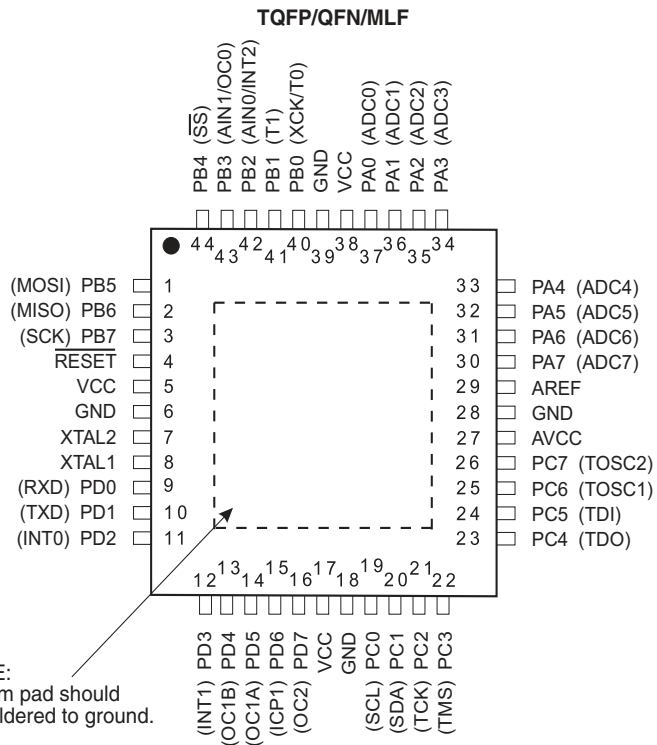 TQFP/QFN/MLF
PB4 (SS)
PB3 (AIN1/OC0)
PB2 (AIN0/INT2)
PB1 (T1)
PB0 (XCK/T0)
GND
VCC
PA0 (ADC0)
PA1 (ADC1)
PA2 (ADC2)
PA3 (ADC3)
44 43 42 41 40 39 38 37 36 35 34
(MOSI) PB5 1
(MISO) PB6 2
(SCK) PB7 3
RESET 4
VCC 5
GND 6
XTAL2 7
XTAL1 8
(RXD) PD0 9
(TXD) PD1 10
(INT0) PD2 11
33 PA4 (ADC4)
32 PA5 (ADC5)
31 PA6 (ADC6)
30 PA7 (ADC7)
29 AREF
28 GND
27 AVCC
26 PC7 (TOSC2)
25 PC6 (TOSC1)
24 PC5 (TDI)
23 PC4 (TDO)
12 13 14 15 16 17 18 19 20 21 22
(INT1) PD3
(OC1B) PD4
(OC1A) PD5
(ICP1) PD6
(OC2) PD7
VCC
GND
(SCL) PC0
(SDA) PC1
(TCK) PC2
(TMS) PC3
E:
m pad should
ldered to ground.